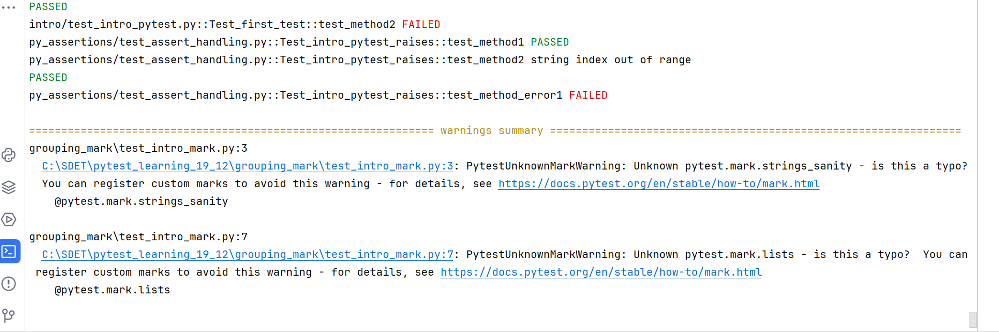 PASSED
intro/test_intro_pytest.py::Test_first_test::test_method2 FAILED
py_assertions/test_assert_handling.py::Test_intro_pytest_raises::test_method1 PASSED
py_assertions/test_assert_handling.py::Test_intro_pytest_raises::test_method2 string index out of range
PASSED
py_assertions/test_assert_handling.py::Test_intro_pytest_raises::test_method_error1 FAILED
=============================================================== warnings summary ================================================================
grouping_mark\test_intro_mark.py:3
C:\SDET\pytest_learning_19_12\grouping_mark\test_intro_mark.py:3: PytestUnknownMarkWarning: Unknown pytest.mark.strings_sanity - is this a typo?
You can register custom marks to avoid this warning - for details, see https://docs.pytest.org/en/stable/how-to/mark.html
@pytest.mark.strings_sanity
grouping_mark\test_intro_mark.py:7
C:\SDET\pytest_learning_19_12\grouping_mark\test_intro_mark.py:7: PytestUnknownMarkWarning: Unknown pytest.mark.lists - is this a typo?  You can
register custom marks to avoid this warning - for details, see https://docs.pytest.org/en/stable/how-to/mark.html
@pytest.mark.lists